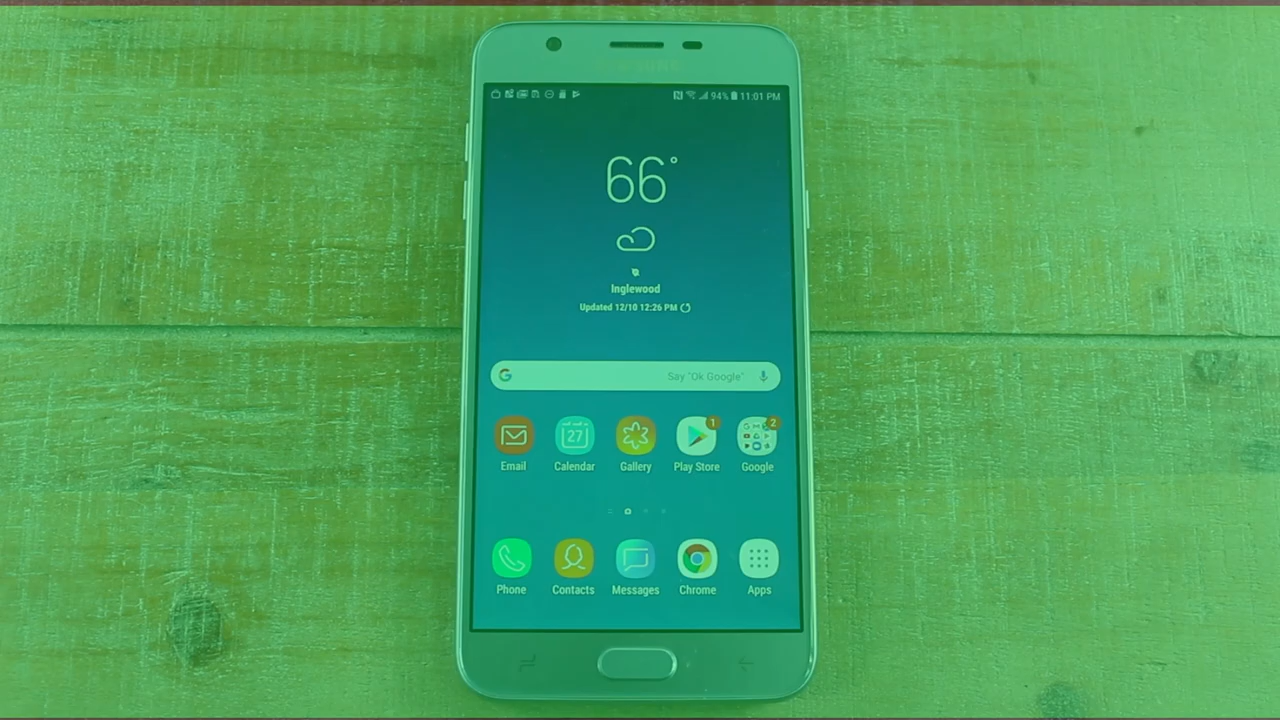 SAMSUNG
94% 11:01 PM
66°
Inglewood
Updated 12/10 12:26 PM
G Say "Ok Google"
27 1 2
Email Calendar Gallery Play Store Google
Phone Contacts Messages Chrome Apps